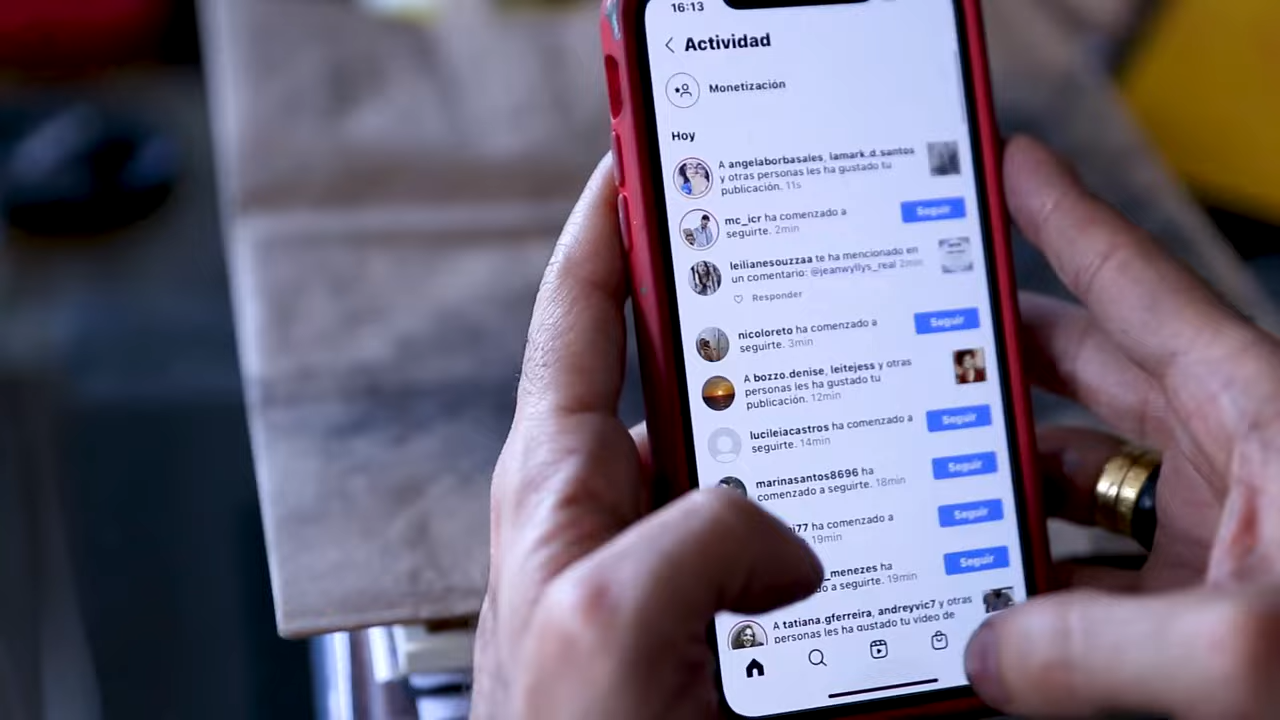 16:13
Actividad
Monetización
Hoy
A angelaborbasales, lamark.d.santos
y otras personas les ha gustado tu
publicación. 11s
mc_icr ha comenzado a
seguirte. 2min
Seguir
leilianesouzzaa te ha mencionado en
un comentario: @jeanwyllys_real 2min
Responder
nicoloreto ha comenzado a
seguirte. 3min
Seguir
A bozzo.denise, leitejess y otras
personas les ha gustado tu
publicación. 12min
lucileiacastros ha comenzado a
seguirte. 14min
Seguir
marinasantos8696 ha
comenzado a seguirte. 18min
Seguir
i77 ha comenzado a
. 19min
Seguir
_menezes ha
do a seguirte. 19min
Seguir
A tatiana.gferreira, andreyvic7 y otras
personas les ha gustado tu vídeo de